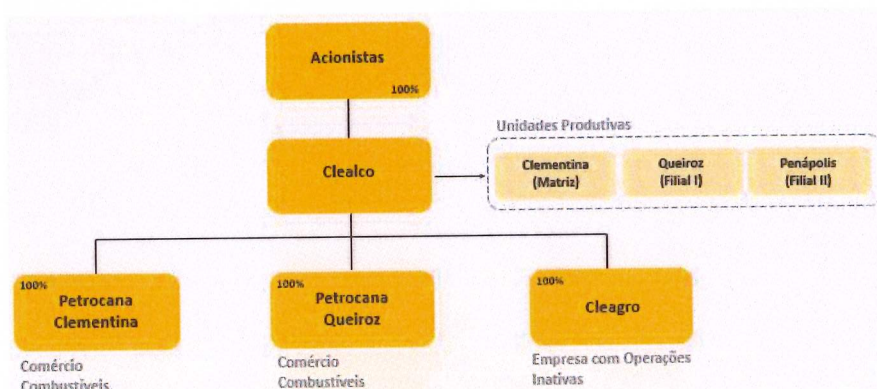 Acionistas
100%
Unidades Produtivas
Clealco
Clementina
(Matriz)
Queiroz
(Filial I)
Penápolis
(Filial II)
100%
Petrocana
Clementina
100%
Petrocana
Queiroz
100%
Cleagro
Comércio
Combustíveis
Comércio
Combustíveis
Empresa com Operações
Inativas